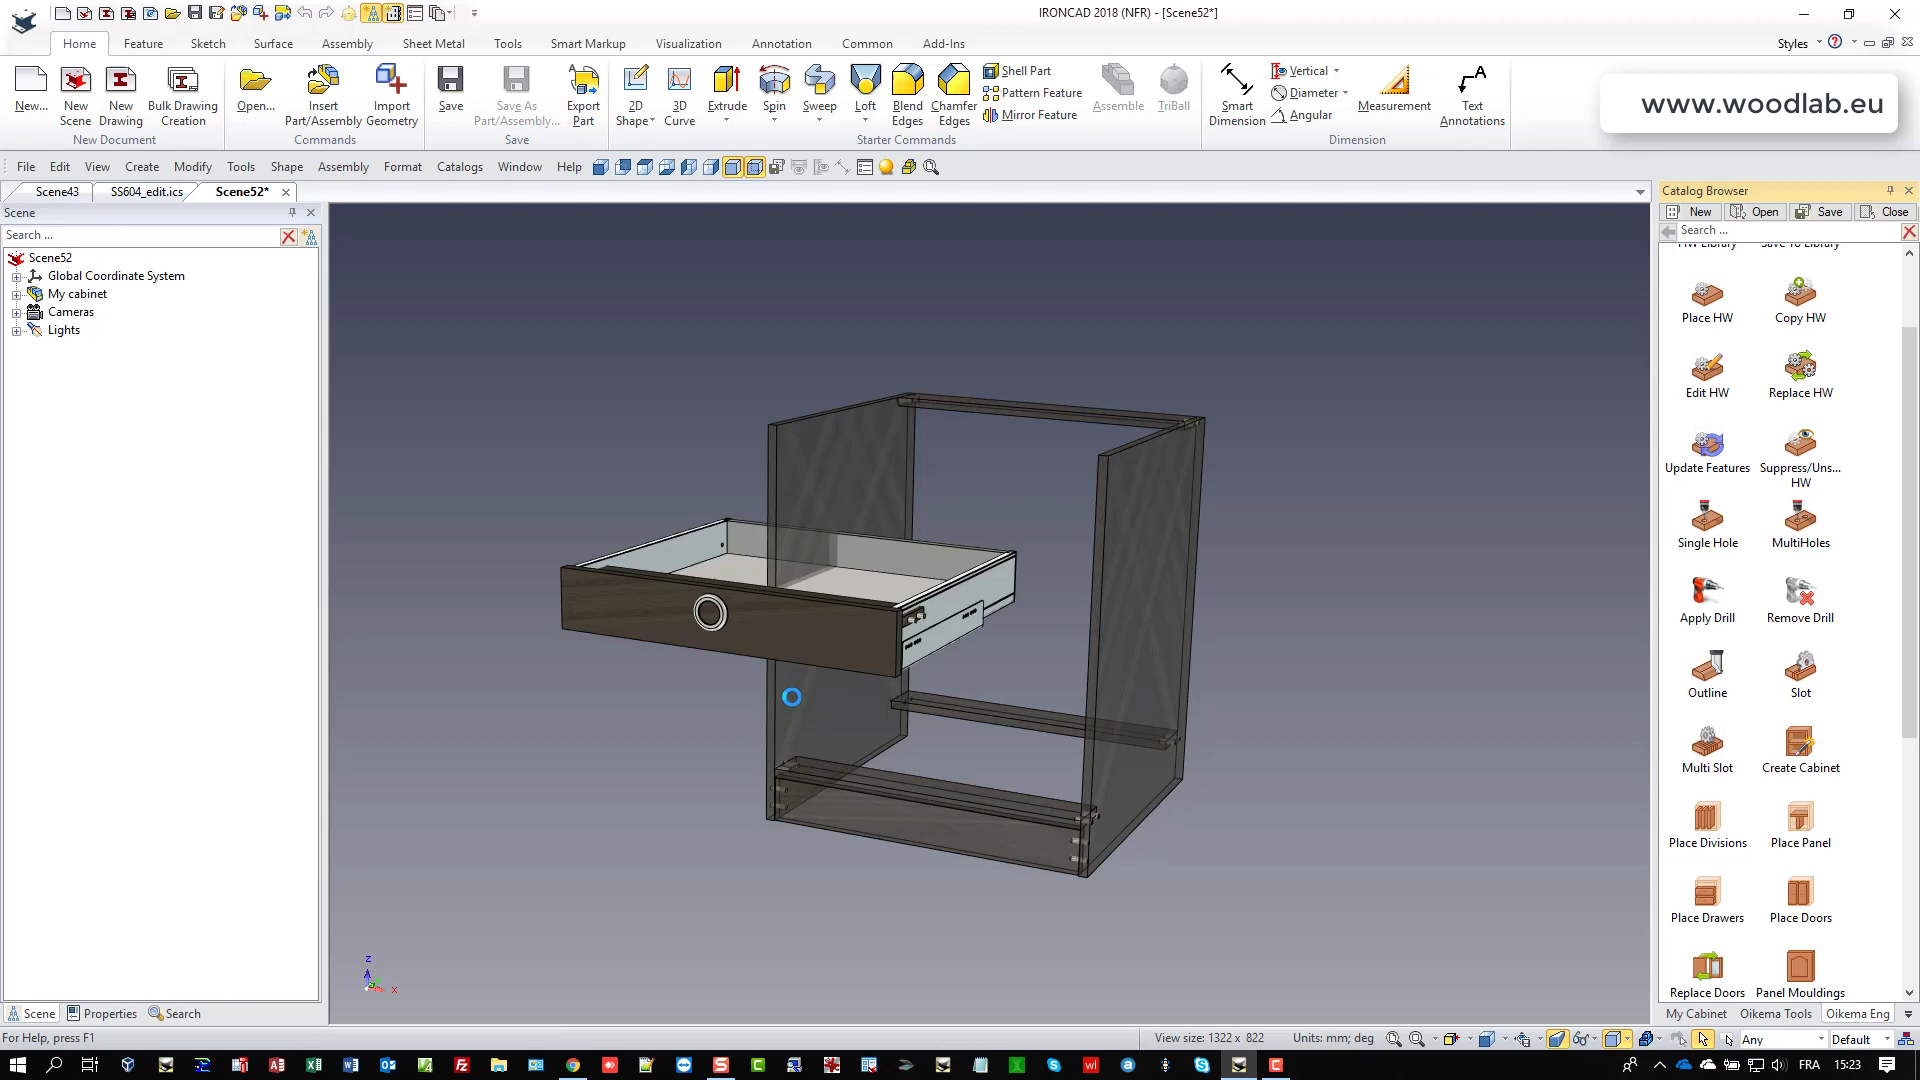 IRONCAD 2018 (NFR) - [Scene52*]
Home Feature Sketch Surface Assembly Sheet Metal Tools Smart Markup Visualization Annotation Common Add-Ins
Styles
New... New Scene New Drawing Bulk Drawing Creation
New Document
Open... Insert Part/Assembly Import Geometry
Commands
Save Save As Part/Assembly... Export Part
Save
2D Shape 3D Curve Extrude Spin Sweep Loft Blend Edges Chamfer Edges
Shell Part
Pattern Feature
Mirror Feature
Assemble TriBall
Starter Commands
Smart Dimension
Vertical
Diameter
Angular
Measurement Text Annotations
Dimension
www.woodlab.eu
File Edit View Create Modify Tools Shape Assembly Format Catalogs Window Help
Scene43 SS604_edit.ics Scene52*
Scene
Search ...
Scene52
Global Coordinate System
My cabinet
Cameras
Lights
Z
X
Catalog Browser
New Open Save Close
Search ...
HW Library Save To Library
Place HW Copy HW
Edit HW Replace HW
Update Features Suppress/Uns... HW
Single Hole MultiHoles
Apply Drill Remove Drill
Outline Slot
Multi Slot Create Cabinet
Place Divisions Place Panel
Place Drawers Place Doors
Replace Doors Panel Mouldings
My Cabinet Oikema Tools Oikema Eng
Scene Properties Search
For Help, press F1
View size: 1322 x 822 Units: mm; deg
Any Default
FRA 15:23